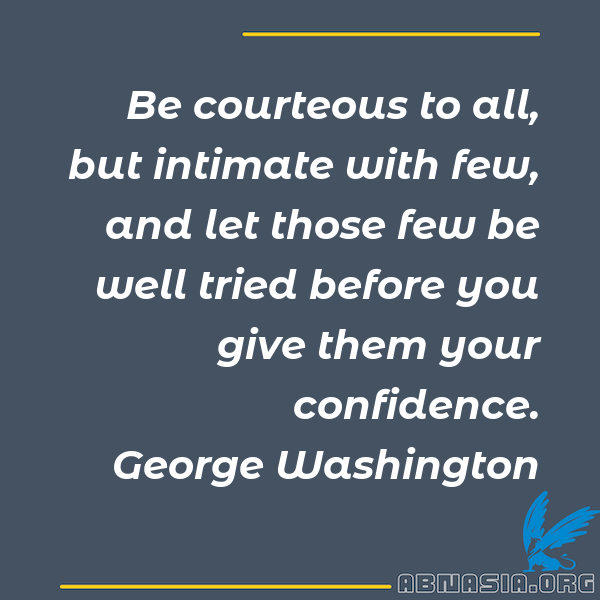 Be courteous to all,
but intimate with few,
and let those few be
well tried before you
give them your
confidence.
George Washington
ABNASIA.ORG